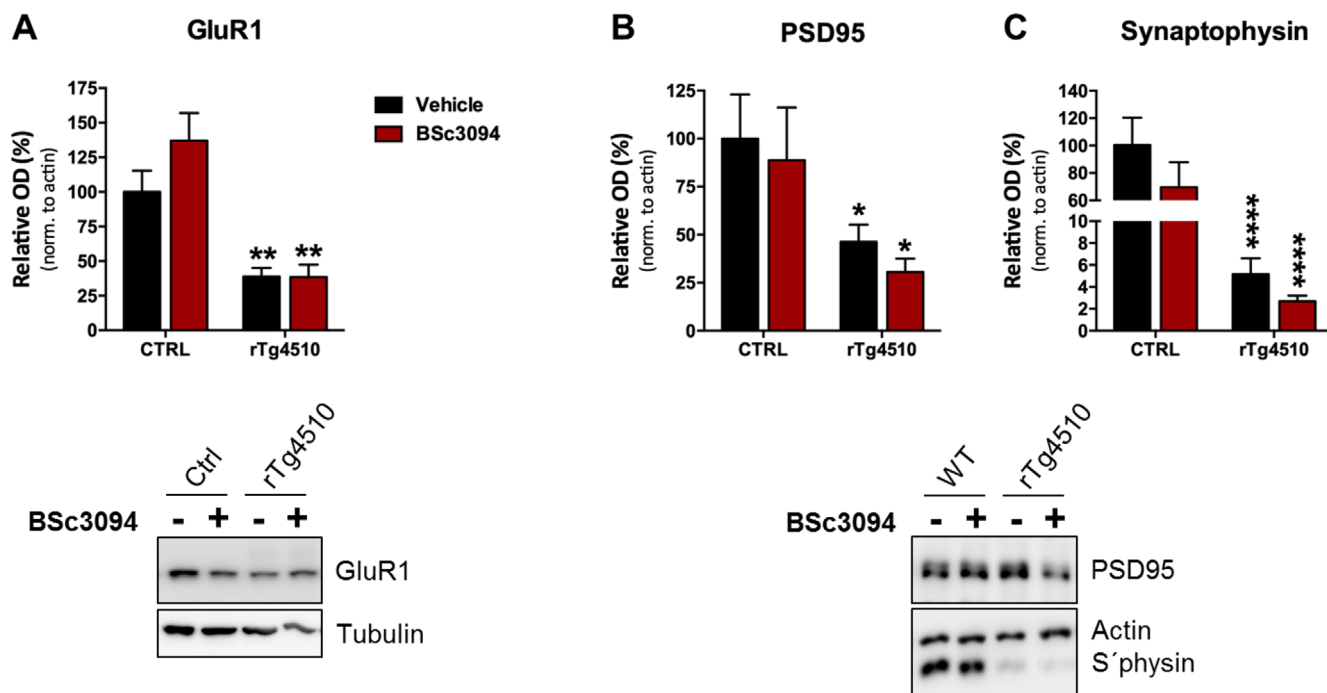 A GluR1
Relative OD (%)
(norm. to actin)
175
150
125
100
75
50
25
0
** **
CTRL rTg4510
Vehicle
BSc3094
B PSD95
Relative OD (%)
(norm. to actin)
125
100
75
50
25
0
* *
CTRL rTg4510
C Synaptophysin
Relative OD (%)
(norm. to actin)
140
120
100
80
60
10
8
6
4
2
0
**** ****
CTRL rTg4510
Ctrl rTg4510
BSc3094 - + - +
GluR1
Tubulin
WT rTg4510
BSc3094 - + - +
PSD95
Actin
S´physin